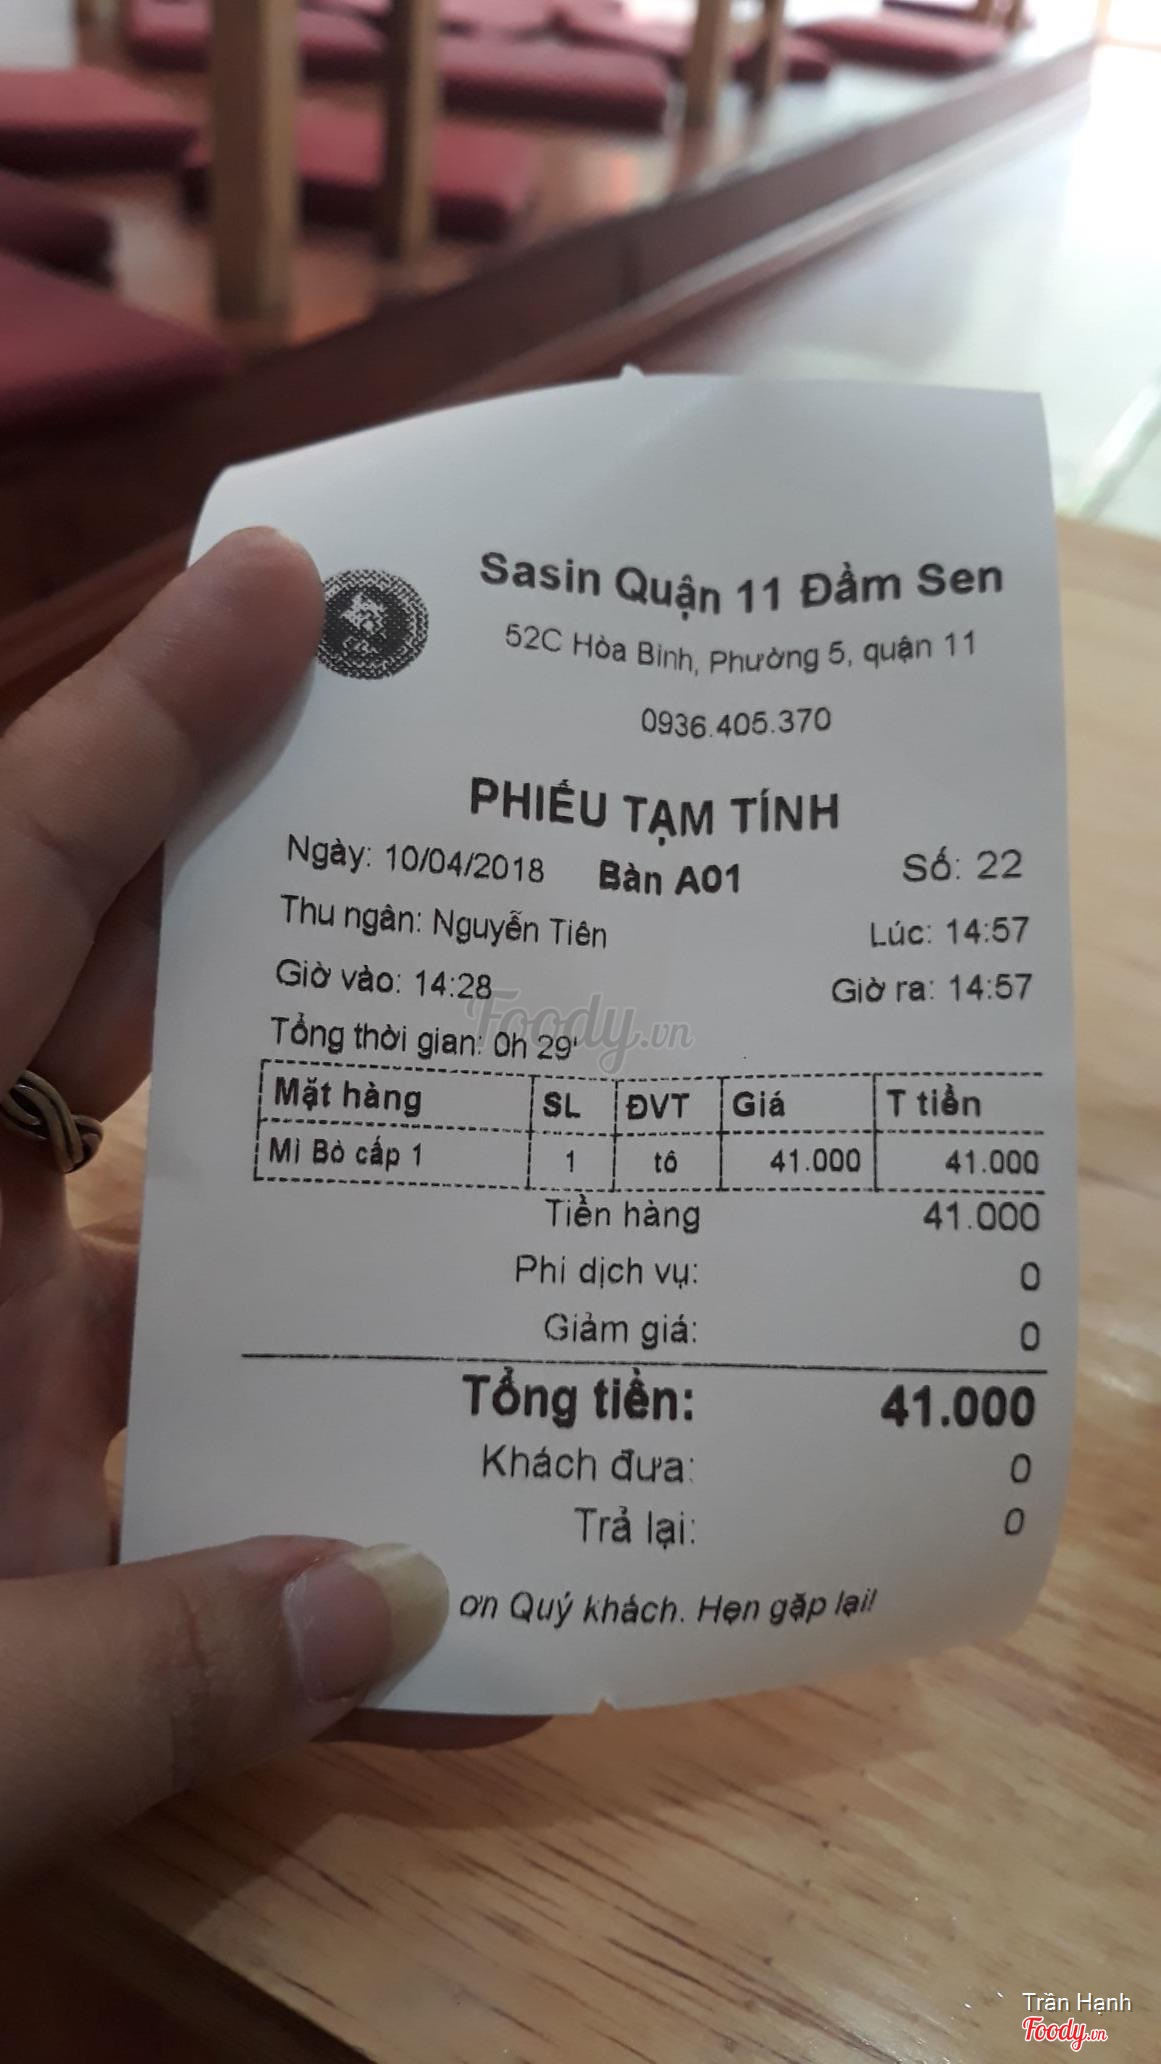 Sasin Quận 11 Đầm Sen
52C Hòa Bình, Phường 5, quận 11
0936.405.370
PHIẾU TẠM TÍNH
Ngày: 10/04/2018 Bàn A01 Số: 22
Thu ngân: Nguyễn Tiên Lúc: 14:57
Giờ vào: 14:28 Giờ ra: 14:57
Tổng thời gian: 0h 29'
Foody.vn
Mặt hàng SL ĐVT Giá T tiền
Mì Bò cấp 1 1 tô 41.000 41.000
Tiền hàng 41.000
Phí dịch vụ: 0
Giảm giá: 0
Tổng tiền: 41.000
Khách đưa: 0
Trả lại: 0
ơn Quý khách. Hẹn gặp lại!
Trần Hạnh
Foody.vn